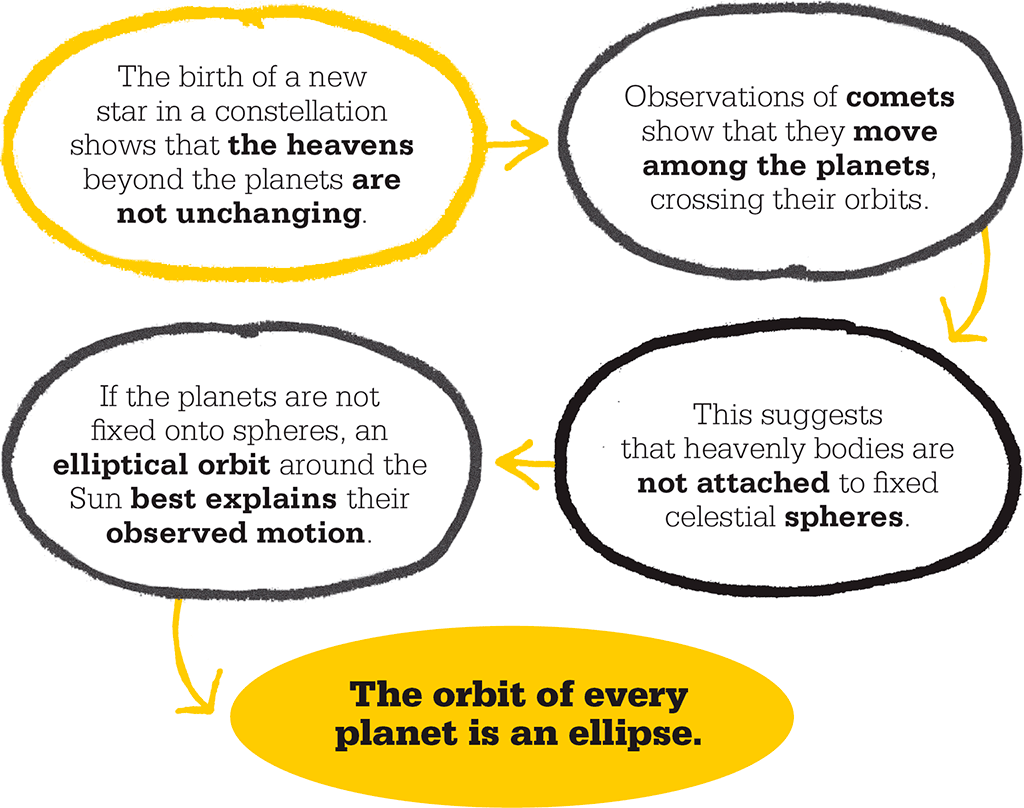 The birth of a new
star in a constellation
shows that the heavens
beyond the planets are
not unchanging.
Observations of comets
show that they move
among the planets,
crossing their orbits.
This suggests
that heavenly bodies are
not attached to fixed
celestial spheres.
If the planets are not
fixed onto spheres, an
elliptical orbit around the
Sun best explains their
observed motion.
The orbit of every
planet is an ellipse.